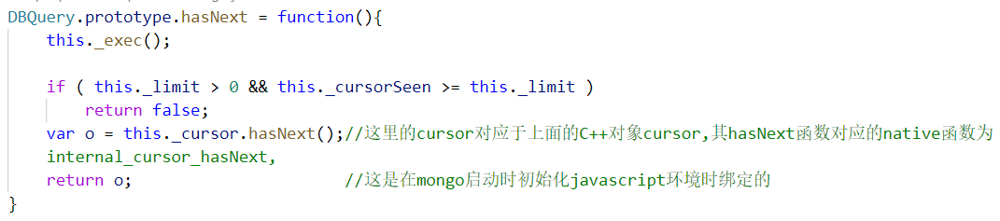 DBQuery.prototype.hasNext = function(){
    this._exec();

    if ( this._limit > 0 && this._cursorSeen >= this._limit )
        return false;
    var o = this._cursor.hasNext();//这里的cursor对应于上面的C++对象cursor,其hasNext函数对应的native函数为
    internal_cursor_hasNext,
    return o;                    //这是在mongo启动时初始化javascript环境时绑定的
}